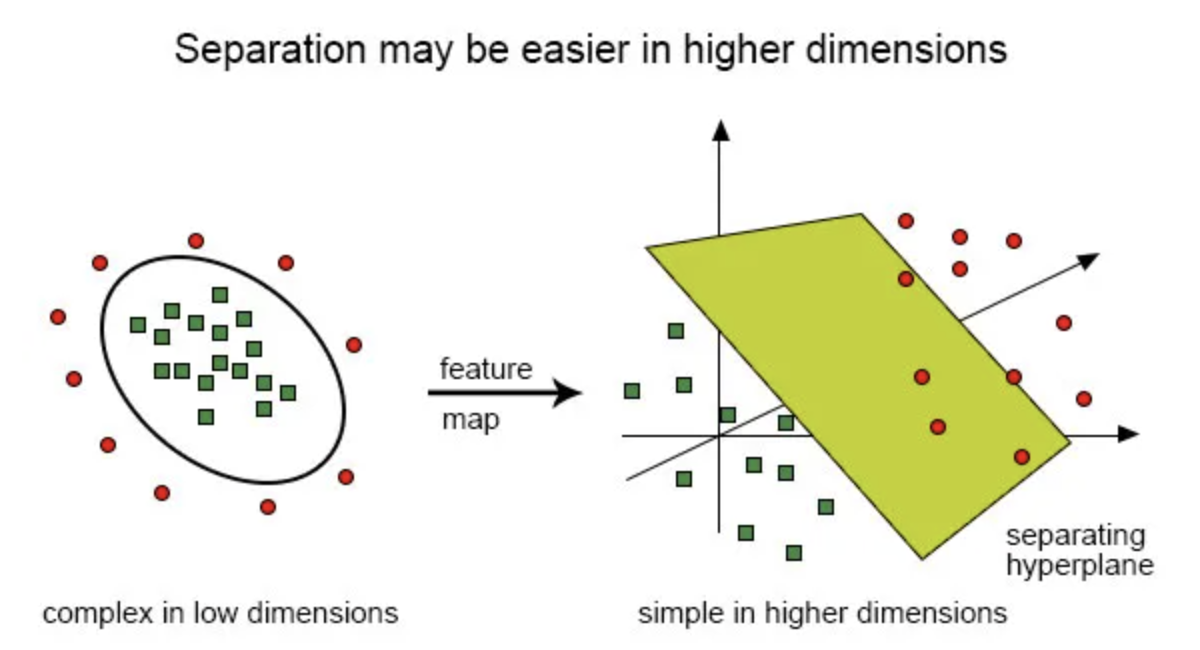 Separation may be easier in higher dimensions
feature
map
separating
hyperplane
complex in low dimensions
simple in higher dimensions